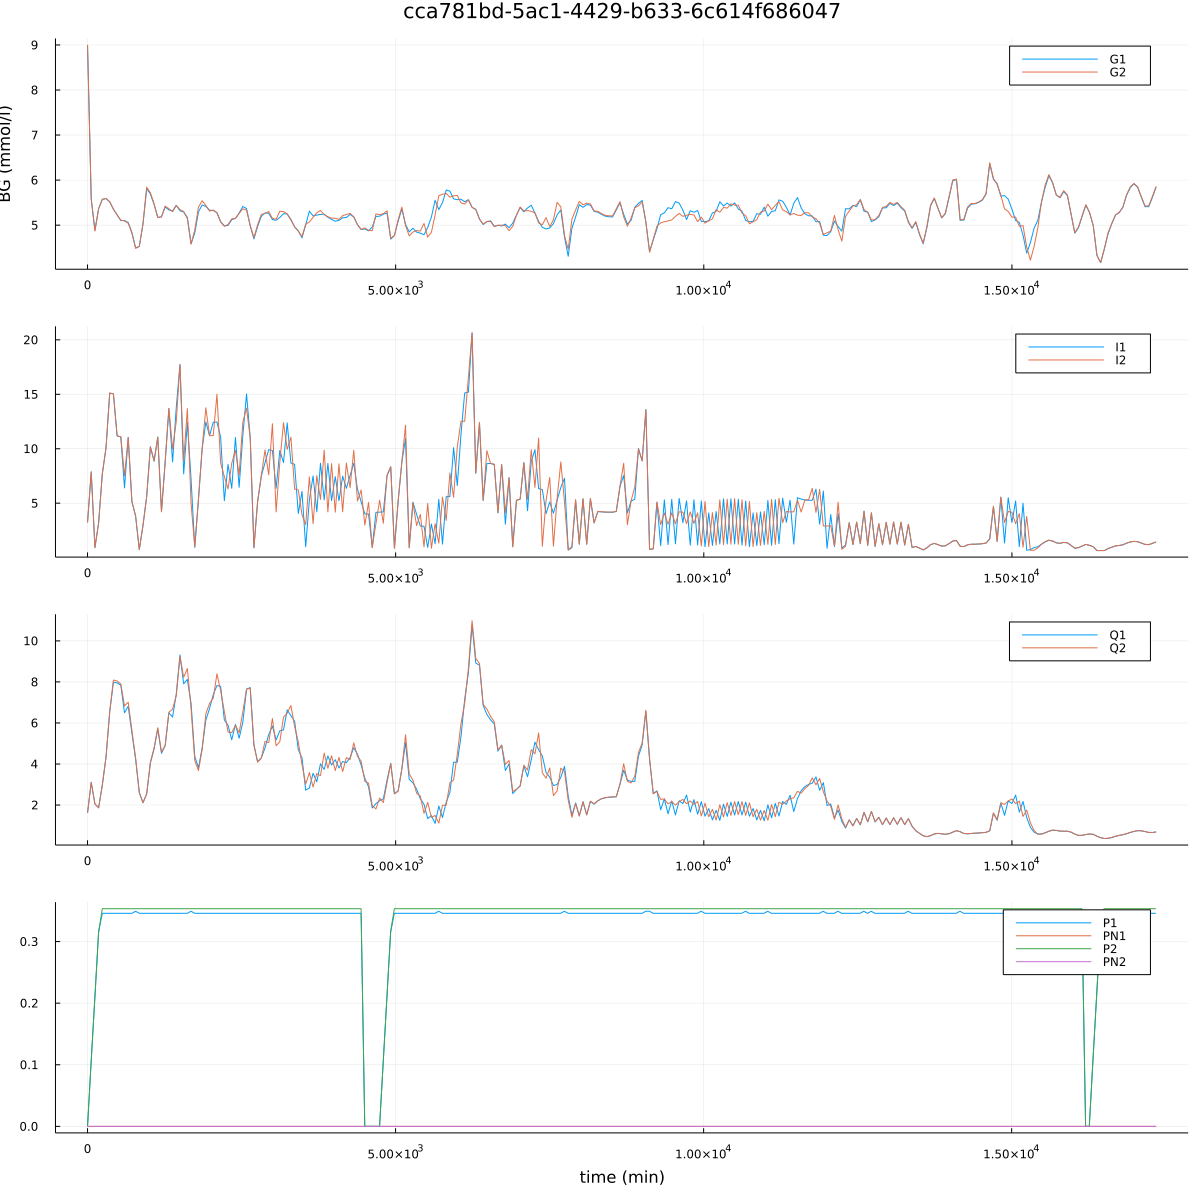 cca781bd-5ac1-4429-b633-6c614f686047
BG (mmol/l)
9
8
7
6
5
G1
G2
0 5.00×10³ 1.00×10⁴ 1.50×10⁴
20
15
10
5
I1
I2
0 5.00×10³ 1.00×10⁴ 1.50×10⁴
10
8
6
4
2
Q1
Q2
0 5.00×10³ 1.00×10⁴ 1.50×10⁴
0.3
0.2
0.1
0.0
P1
PN1
P2
PN2
0 5.00×10³ 1.00×10⁴ 1.50×10⁴
time (min)